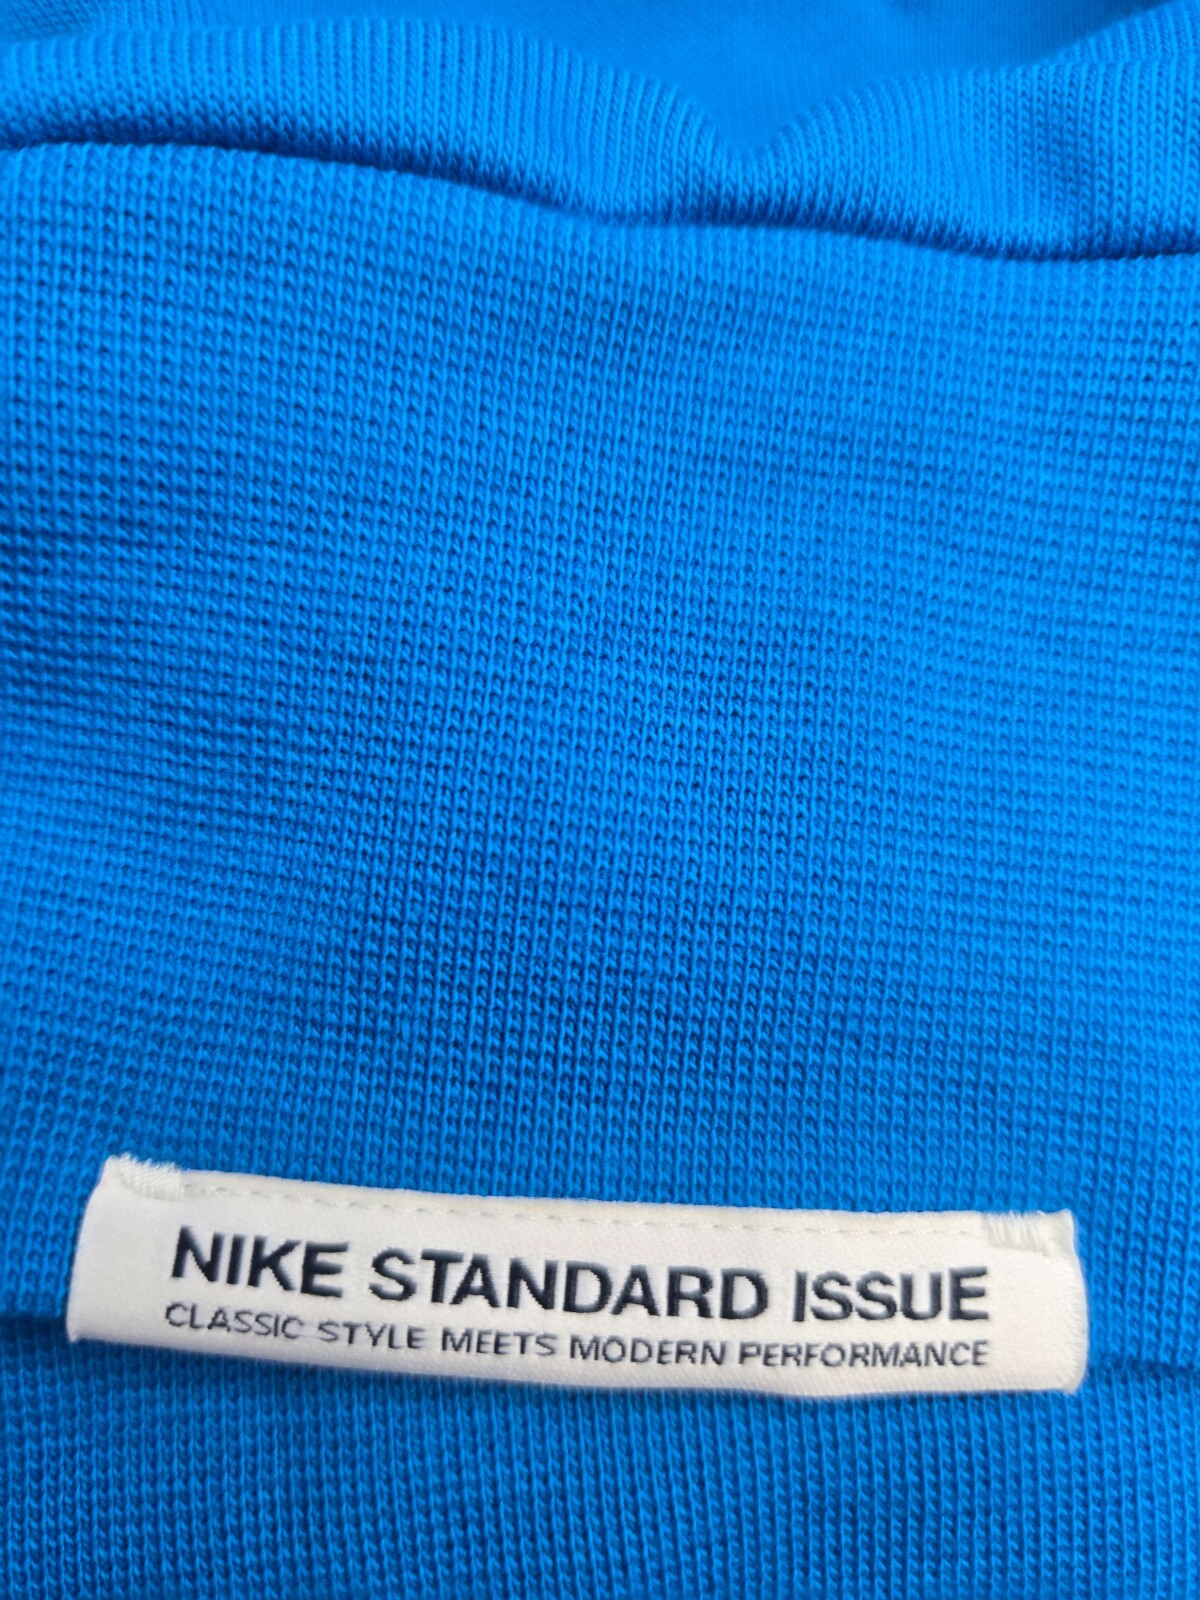 NIKE STANDARD ISSUE
CLASSIC STYLE MEETS MODERN PERFORMANCE